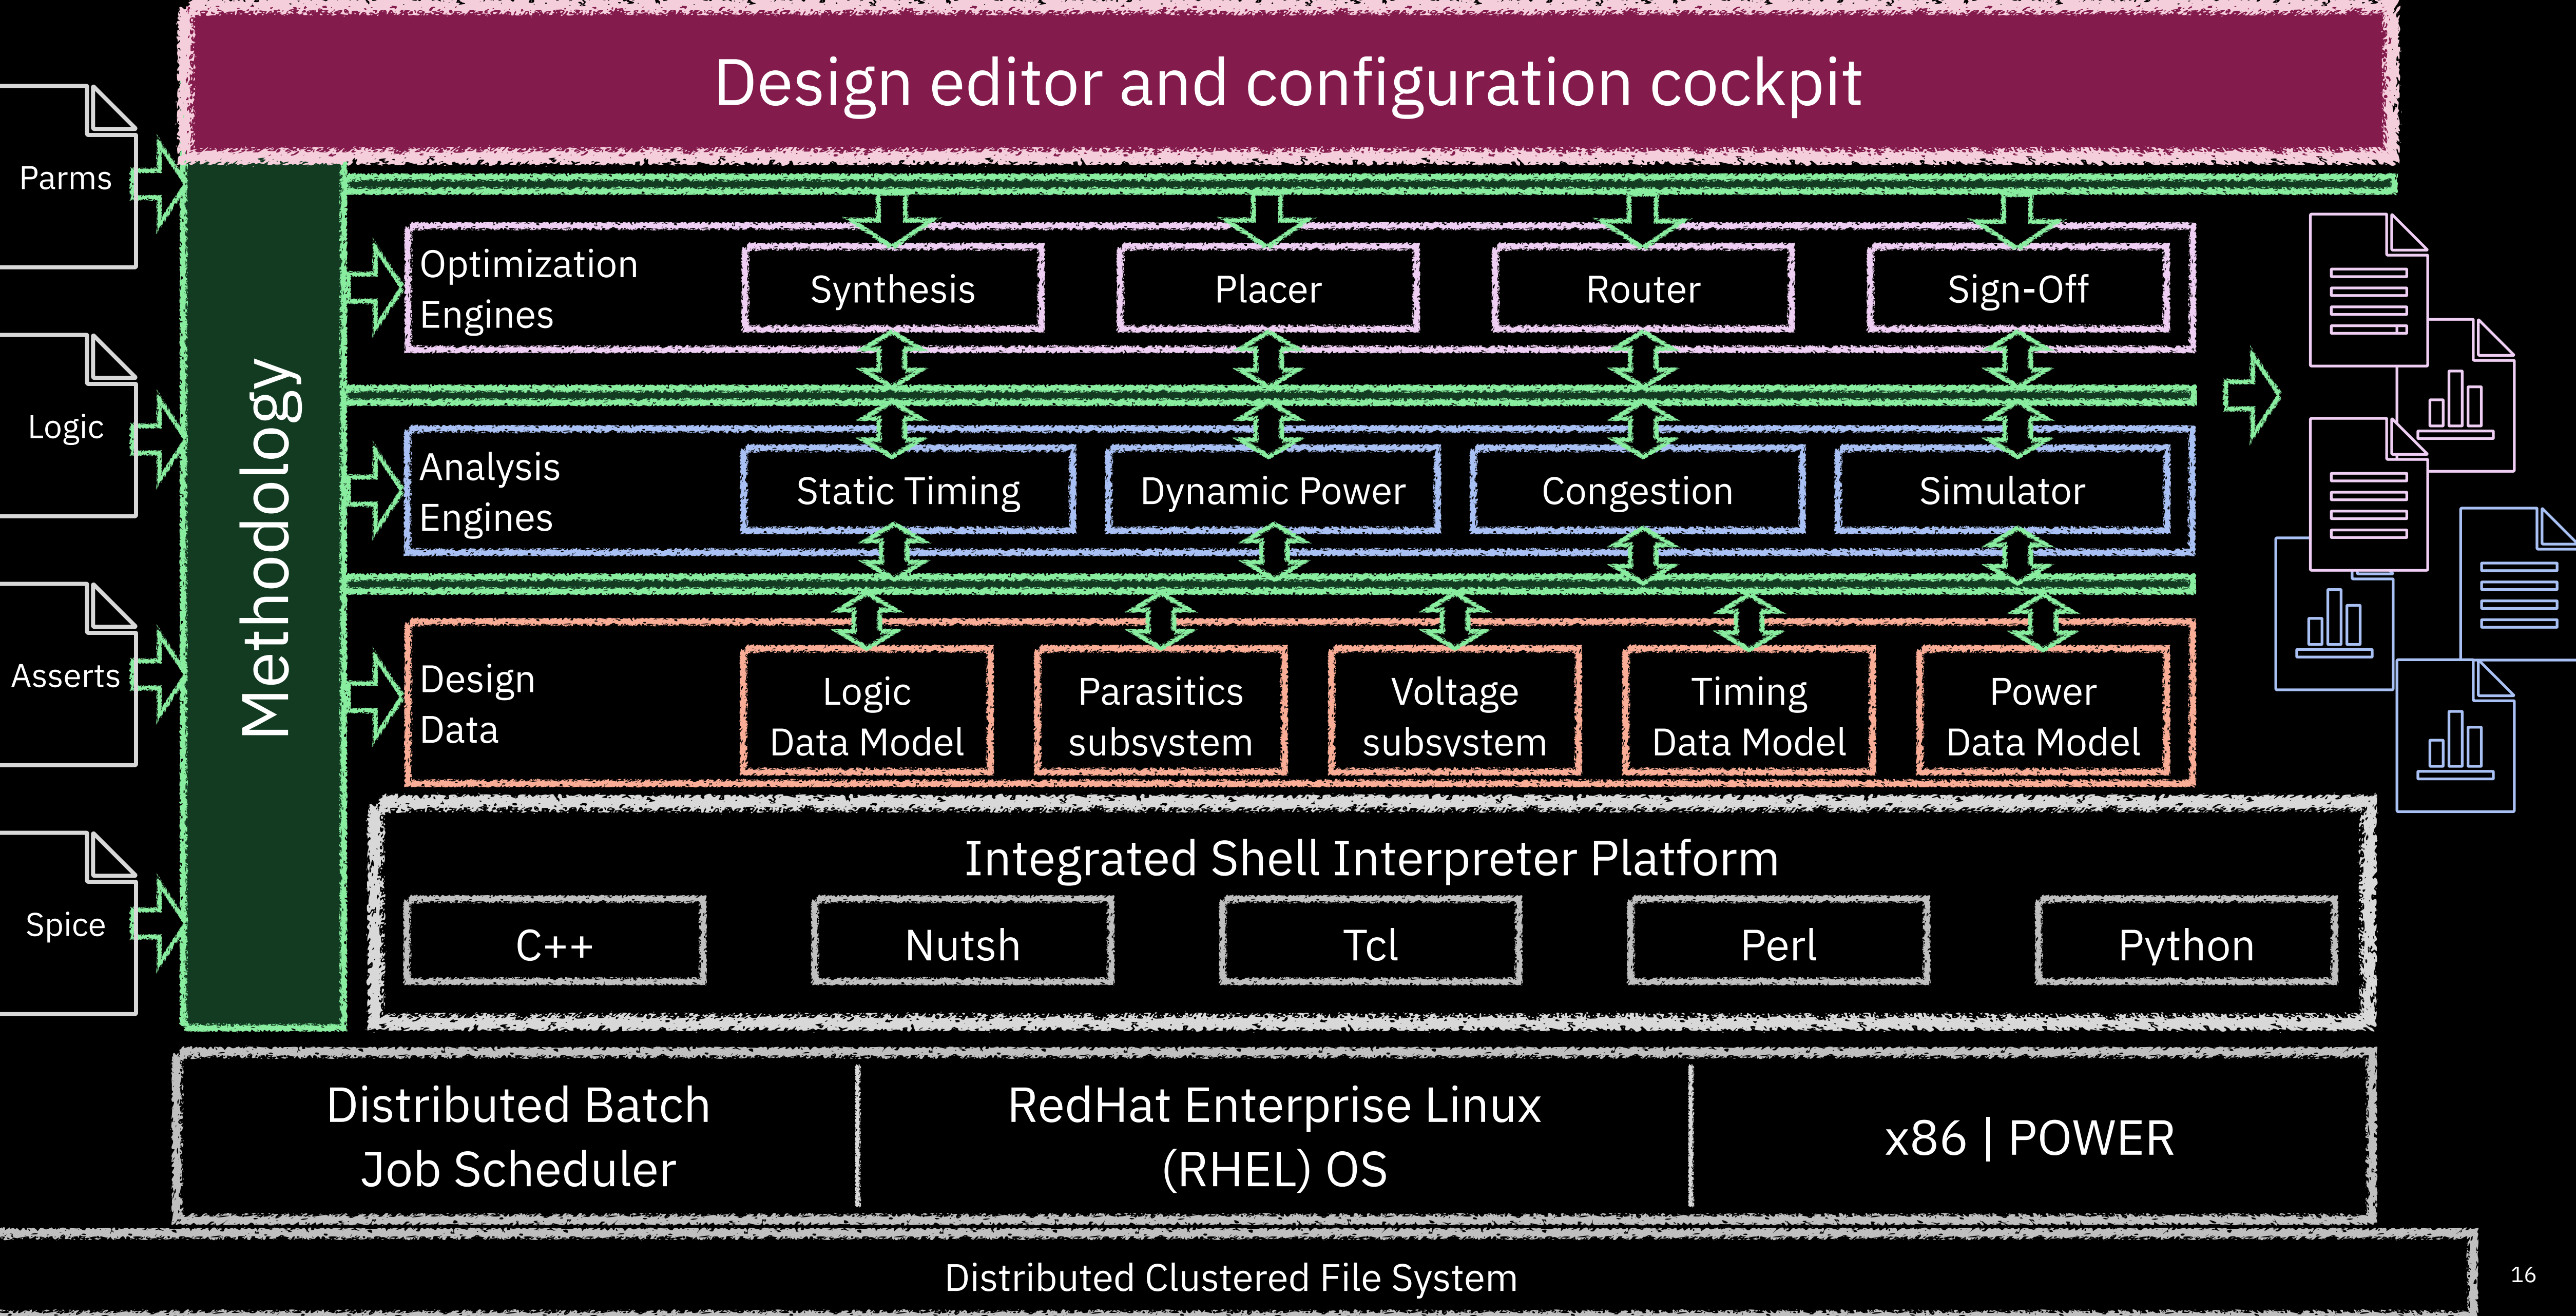 Design editor and configuration cockpit
Parms
Logic
Asserts
Spice
Methodology
Optimization
Engines
Synthesis
Placer
Router
Sign-Off
Analysis
Engines
Static Timing
Dynamic Power
Congestion
Simulator
Design
Data
Logic
Data Model
Parasitics
subsystem
Voltage
subsystem
Timing
Data Model
Power
Data Model
Integrated Shell Interpreter Platform
C++
Nutsh
Tcl
Perl
Python
Distributed Batch
Job Scheduler
RedHat Enterprise Linux
(RHEL) OS
x86 | POWER
Distributed Clustered File System
16